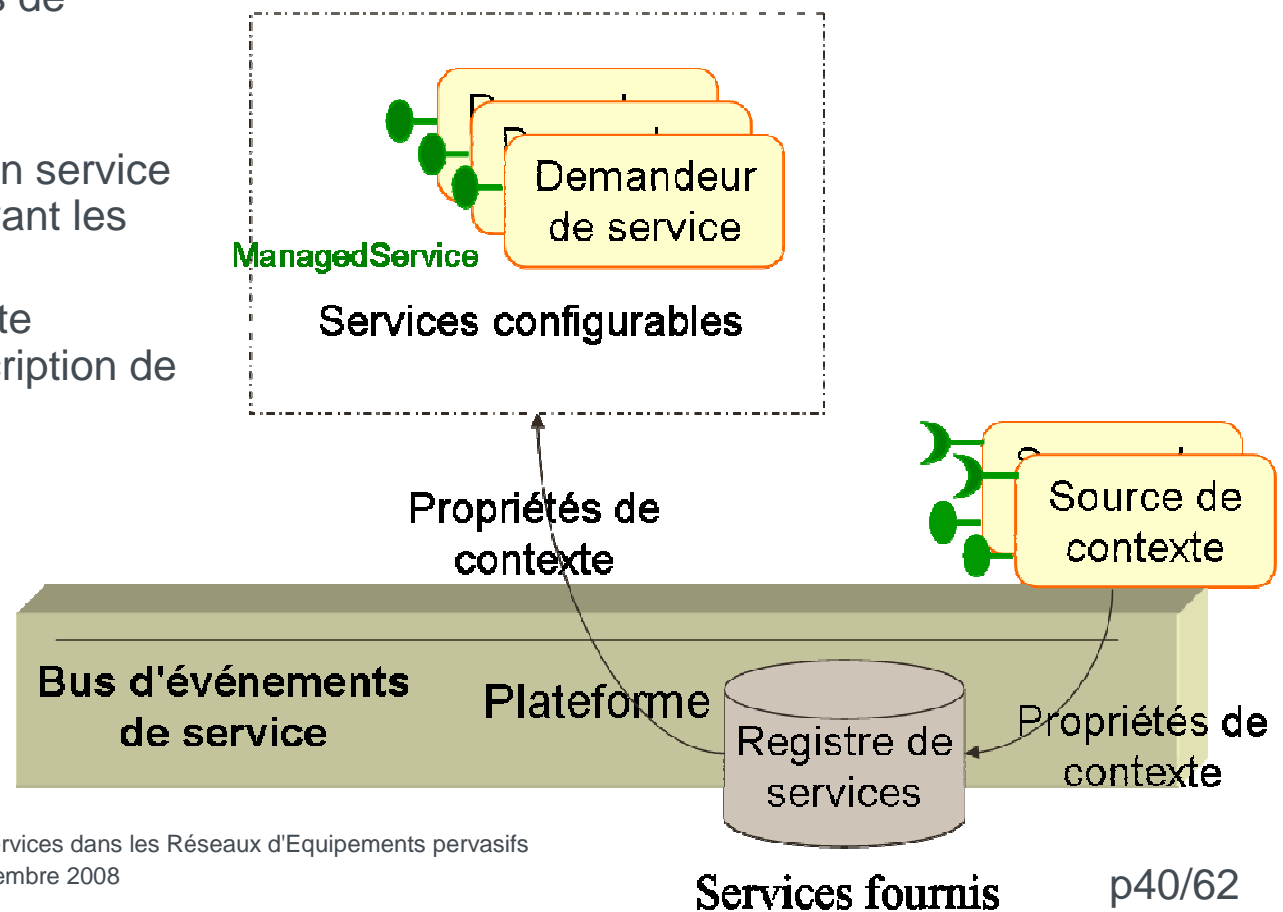 s de
n service
ant les
te
cription de
Demandeur
de service
ManagedService
Services configurables
Propriétés de
contexte
Source de
contexte
Bus d'événements
de service
Plateforme
Registre de
services
Propriétés de
contexte
rvices dans les Réseaux d'Equipements pervasifs
embre 2008
Services fournis
p40/62